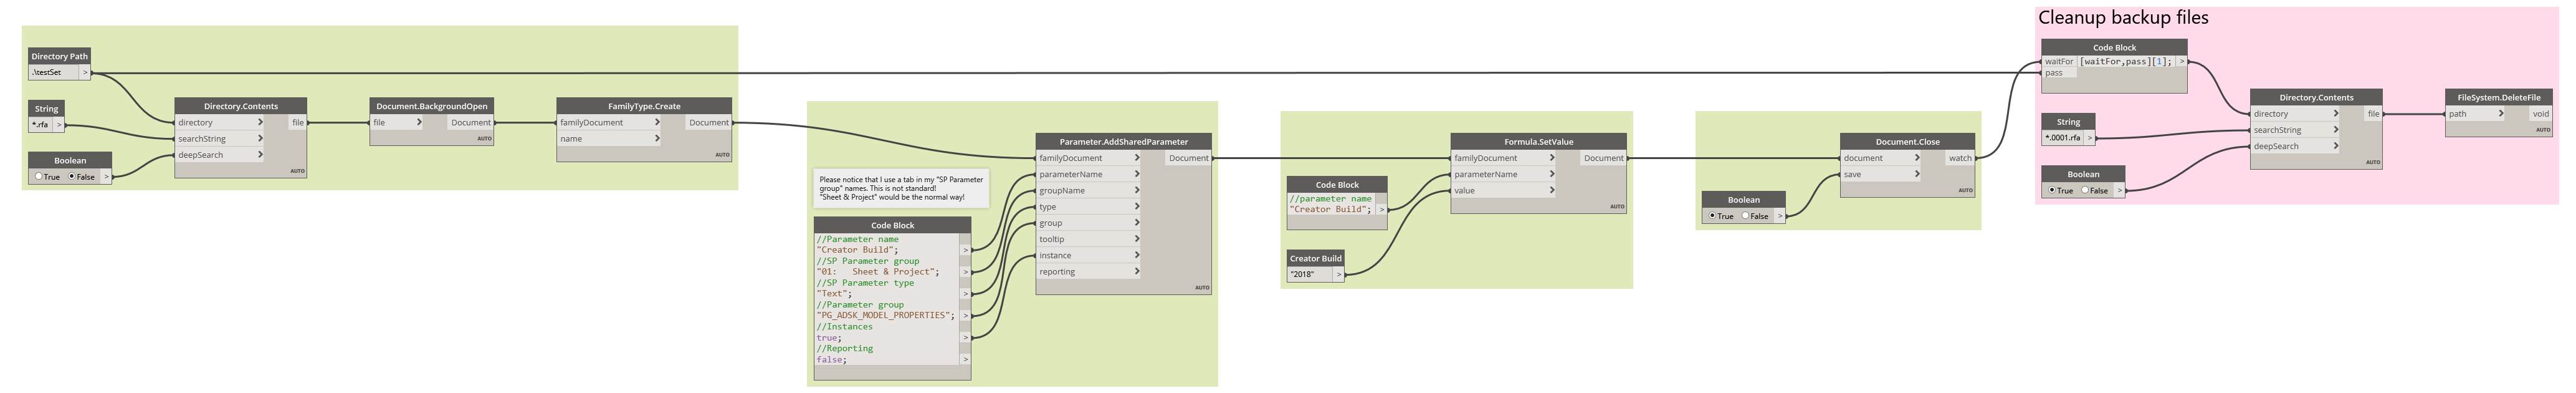 Directory Path
.\testSet >
String
*.rfa >
Boolean
True False >
Directory.Contents
directory > file
searchString >
deepSearch >
AUTO
Document.BackgroundOpen
file > Document
AUTO
FamilyType.Create
familyDocument > Document
name >
AUTO
Please notice that I use a tab in my "SP Parameter
group" names. This is not standard!
"Sheet & Project" would be the normal way!
Code Block
//Parameter name
"Creator Build"; >
//SP Parameter group
"01:   Sheet & Project"; >
//SP Parameter type
"Text"; >
//Parameter group
"PG_ADSK_MODEL_PROPERTIES"; >
//Instances
true; >
//Reporting
false; >
Parameter.AddSharedParameter
familyDocument > Document
parameterName >
groupName >
type >
group >
tooltip >
instance >
reporting >
AUTO
Code Block
//parameter name
"Creator Build"; >
Creator Build
"2018" >
Formula.SetValue
familyDocument > Document
parameterName >
value >
AUTO
Boolean
True False >
Document.Close
document > watch
save >
AUTO
Cleanup backup files
Code Block
waitFor [waitFor,pass][1]; >
pass
String
*.0001.rfa >
Boolean
True False >
Directory.Contents
directory > file
searchString >
deepSearch >
AUTO
FileSystem.DeleteFile
path > void
AUTO